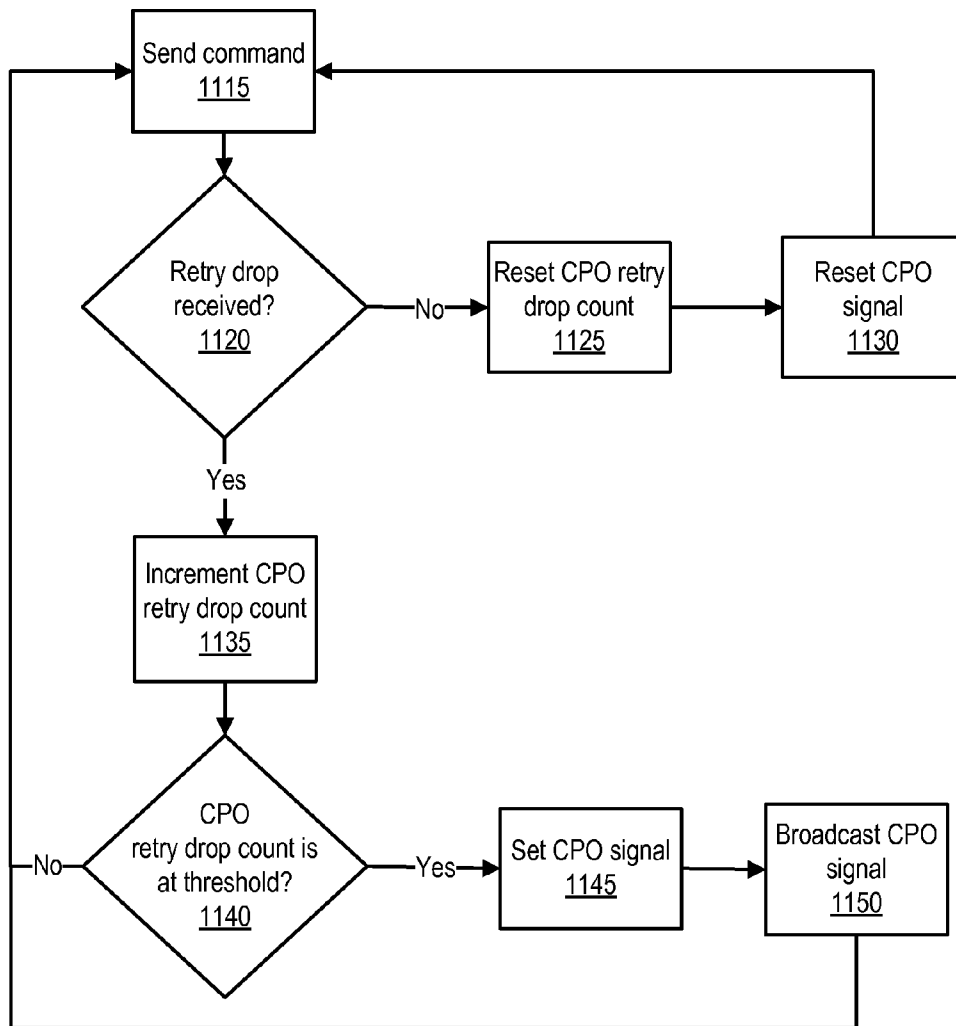 Send command
1115
Retry drop
received?
1120
No
Reset CPO retry
drop count
1125
Reset CPO
signal
1130
Yes
Increment CPO
retry drop count
1135
CPO
retry drop count is
at threshold?
1140
No
Yes
Set CPO signal
1145
Broadcast CPO
signal
1150